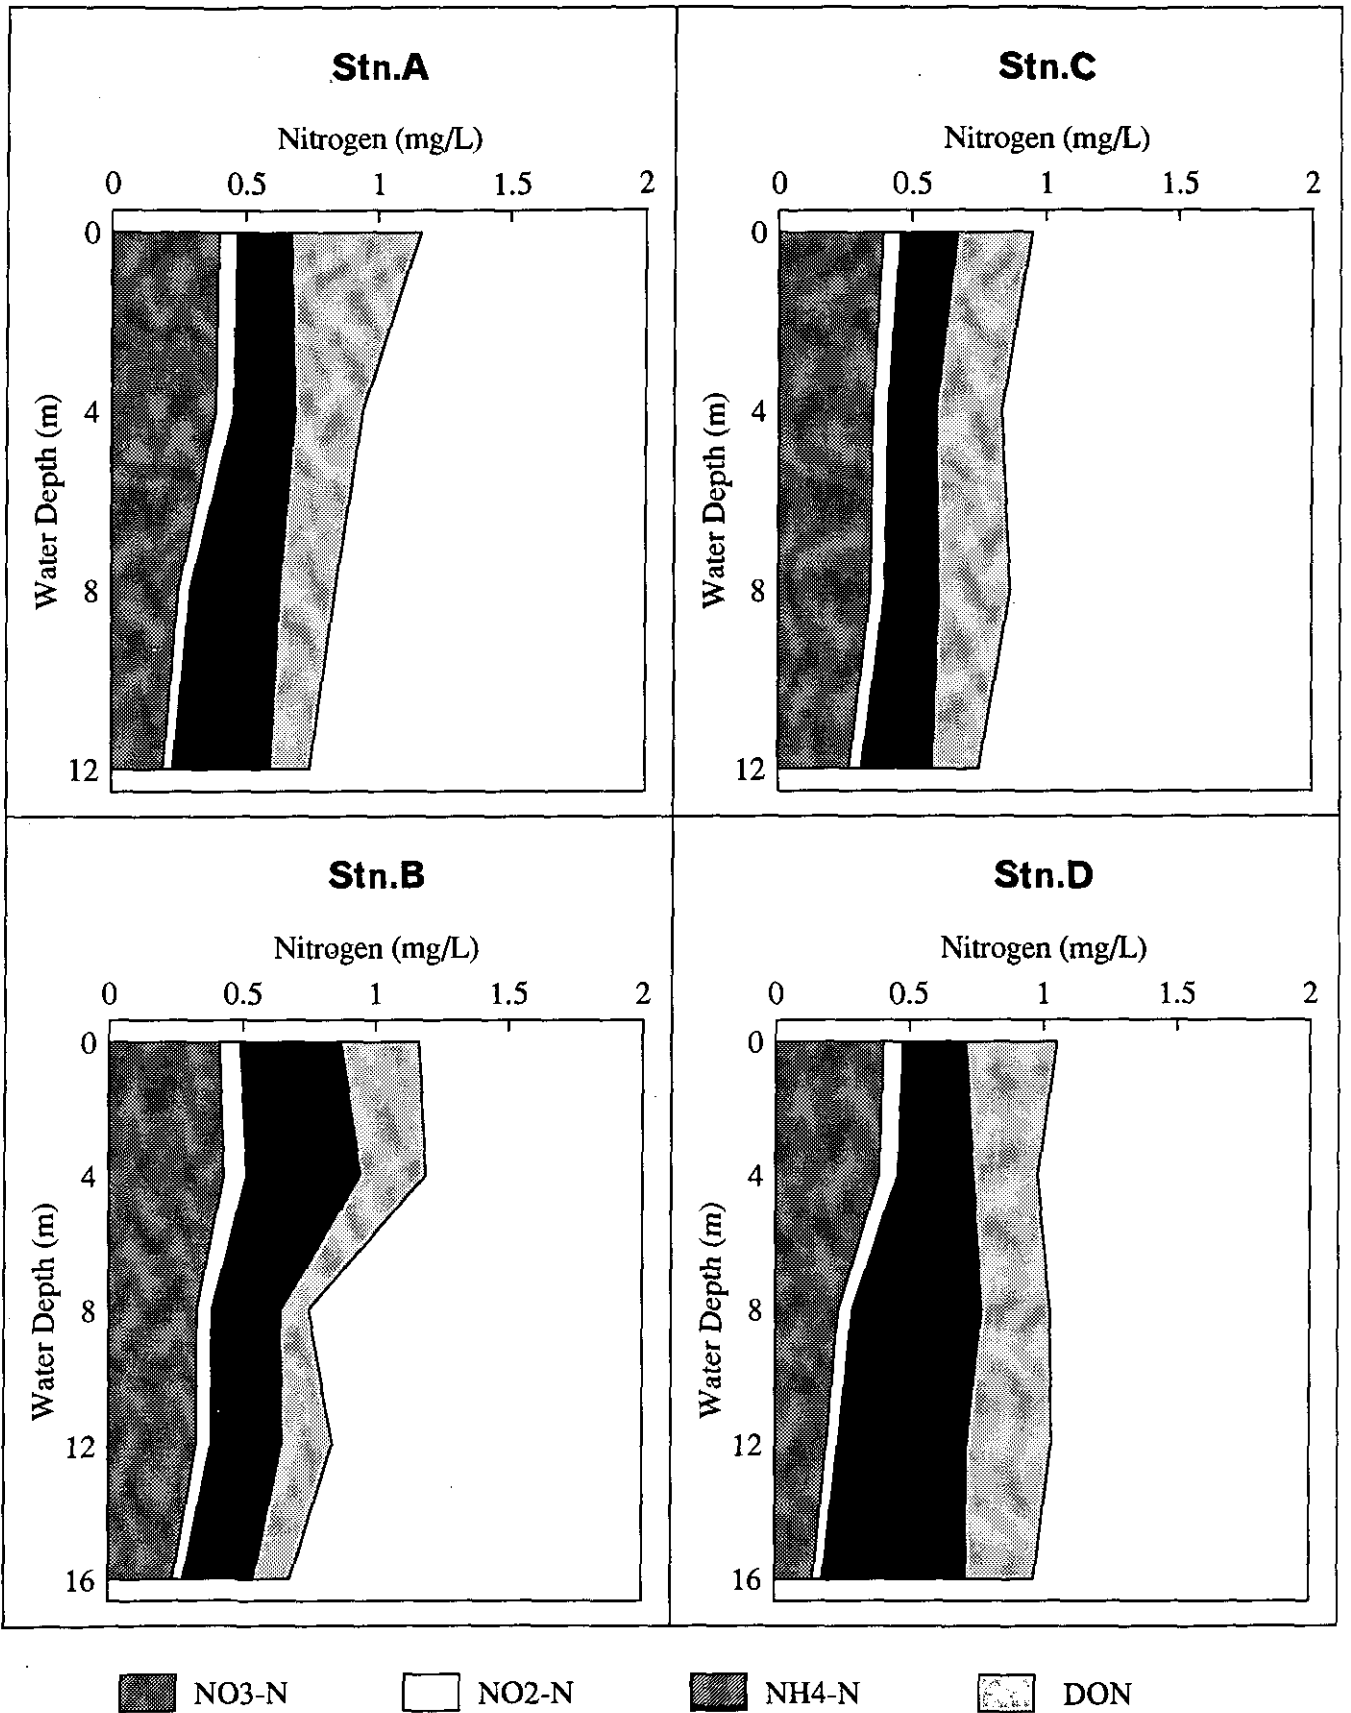 Stn.A
Nitrogen (mg/L)
0 0.5 1 1.5 2
0
4
8
12
Water Depth (m)
Stn.C
Nitrogen (mg/L)
0 0.5 1 1.5 2
0
4
8
12
Water Depth (m)
Stn.B
Nitrogen (mg/L)
0 0.5 1 1.5 2
0
4
8
12
16
Water Depth (m)
Stn.D
Nitrogen (mg/L)
0 0.5 1 1.5 2
0
4
8
12
16
Water Depth (m)
NO3-N NO2-N NH4-N DON